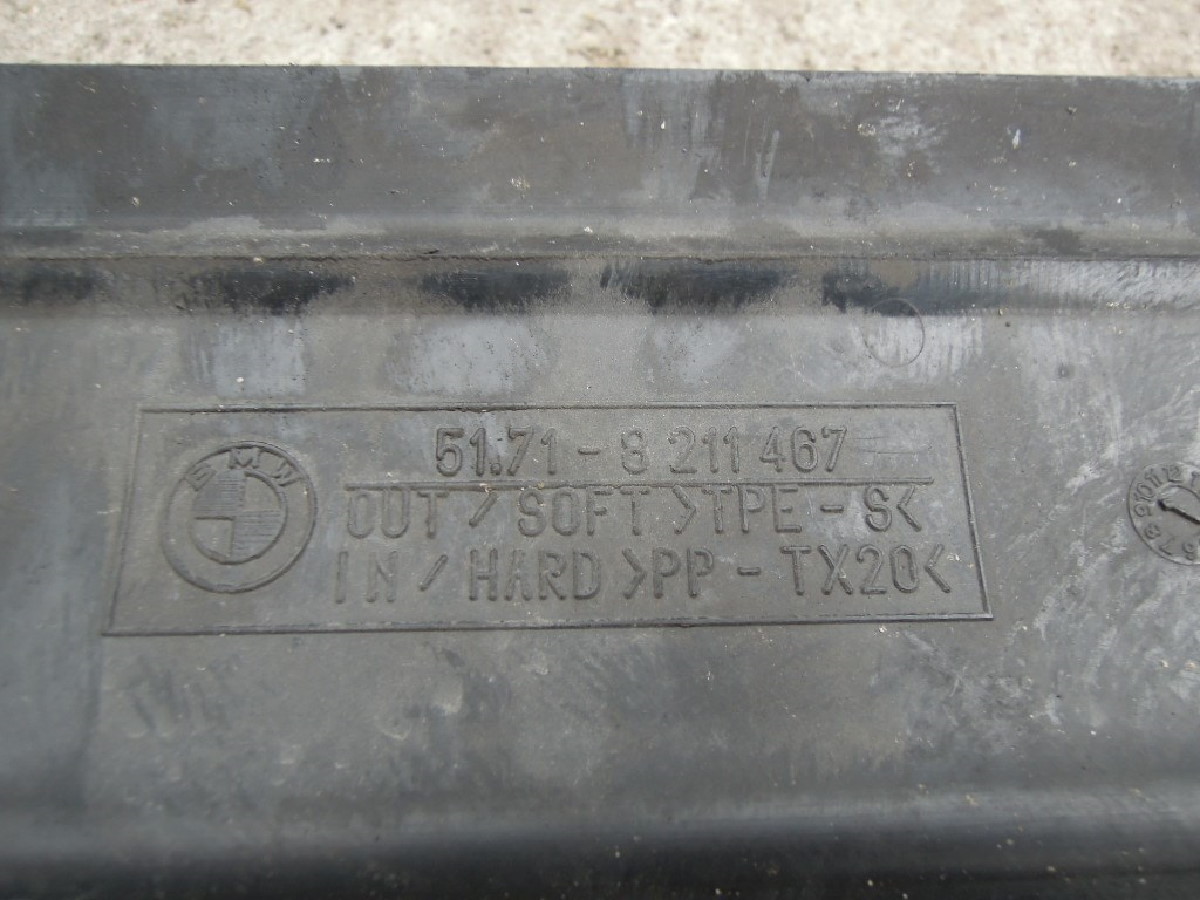 BMW
51.71-8 211 467
OUT / SOFT >TPE-S<
IN / HARD >PP-TX20<